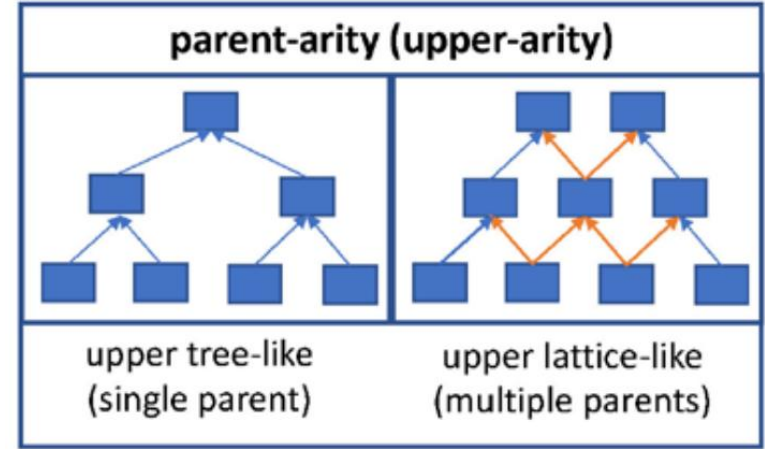 parent-arity (upper-arity)
upper tree-like
(single parent)
upper lattice-like
(multiple parents)